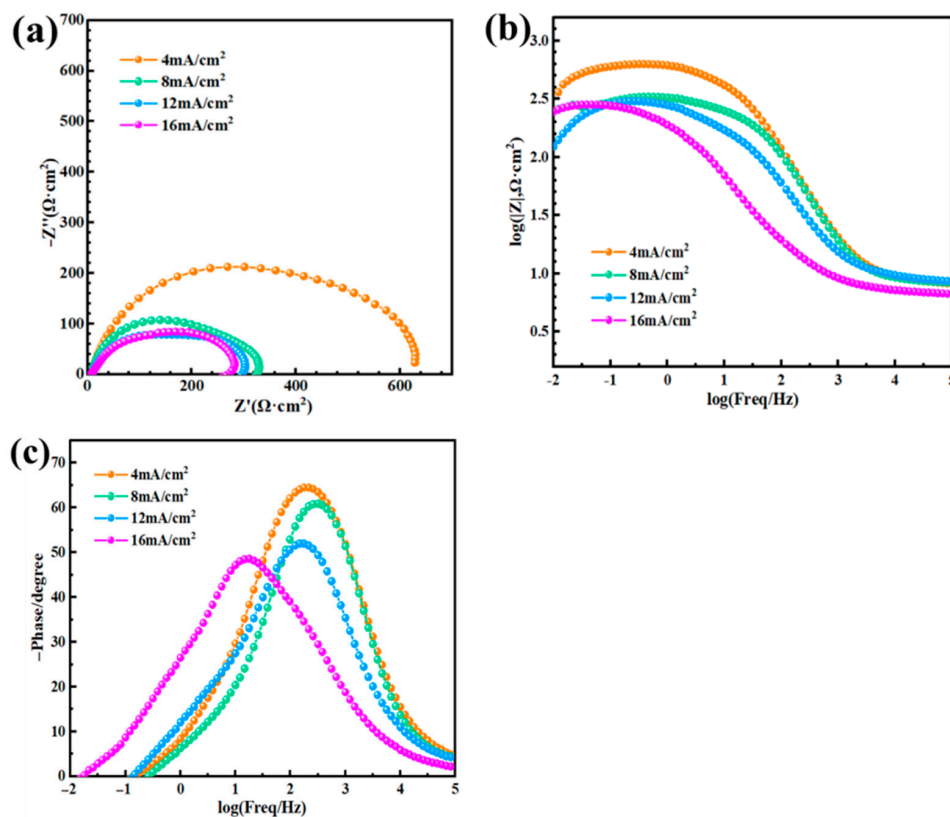 (a)
-700
4mA/cm²
8mA/cm²
12mA/cm²
16mA/cm²
-600
-500
-400
-300
200
100
0
-Z''(Ω·cm²)
0 200 400 600
Z'(Ω·cm²)
(b)
3.0
2.5
2.0
1.5
1.0
0.5
log(|Z|,Ω·cm²)
4mA/cm²
8mA/cm²
12mA/cm²
16mA/cm²
-2 -1 0 1 2 3 4 5
log(Freq/Hz)
(c)
70
60
50
40
30
20
10
0
−Phase/degree
4mA/cm²
8mA/cm²
12mA/cm²
16mA/cm²
−2 −1 0 1 2 3 4 5
log(Freq/Hz)